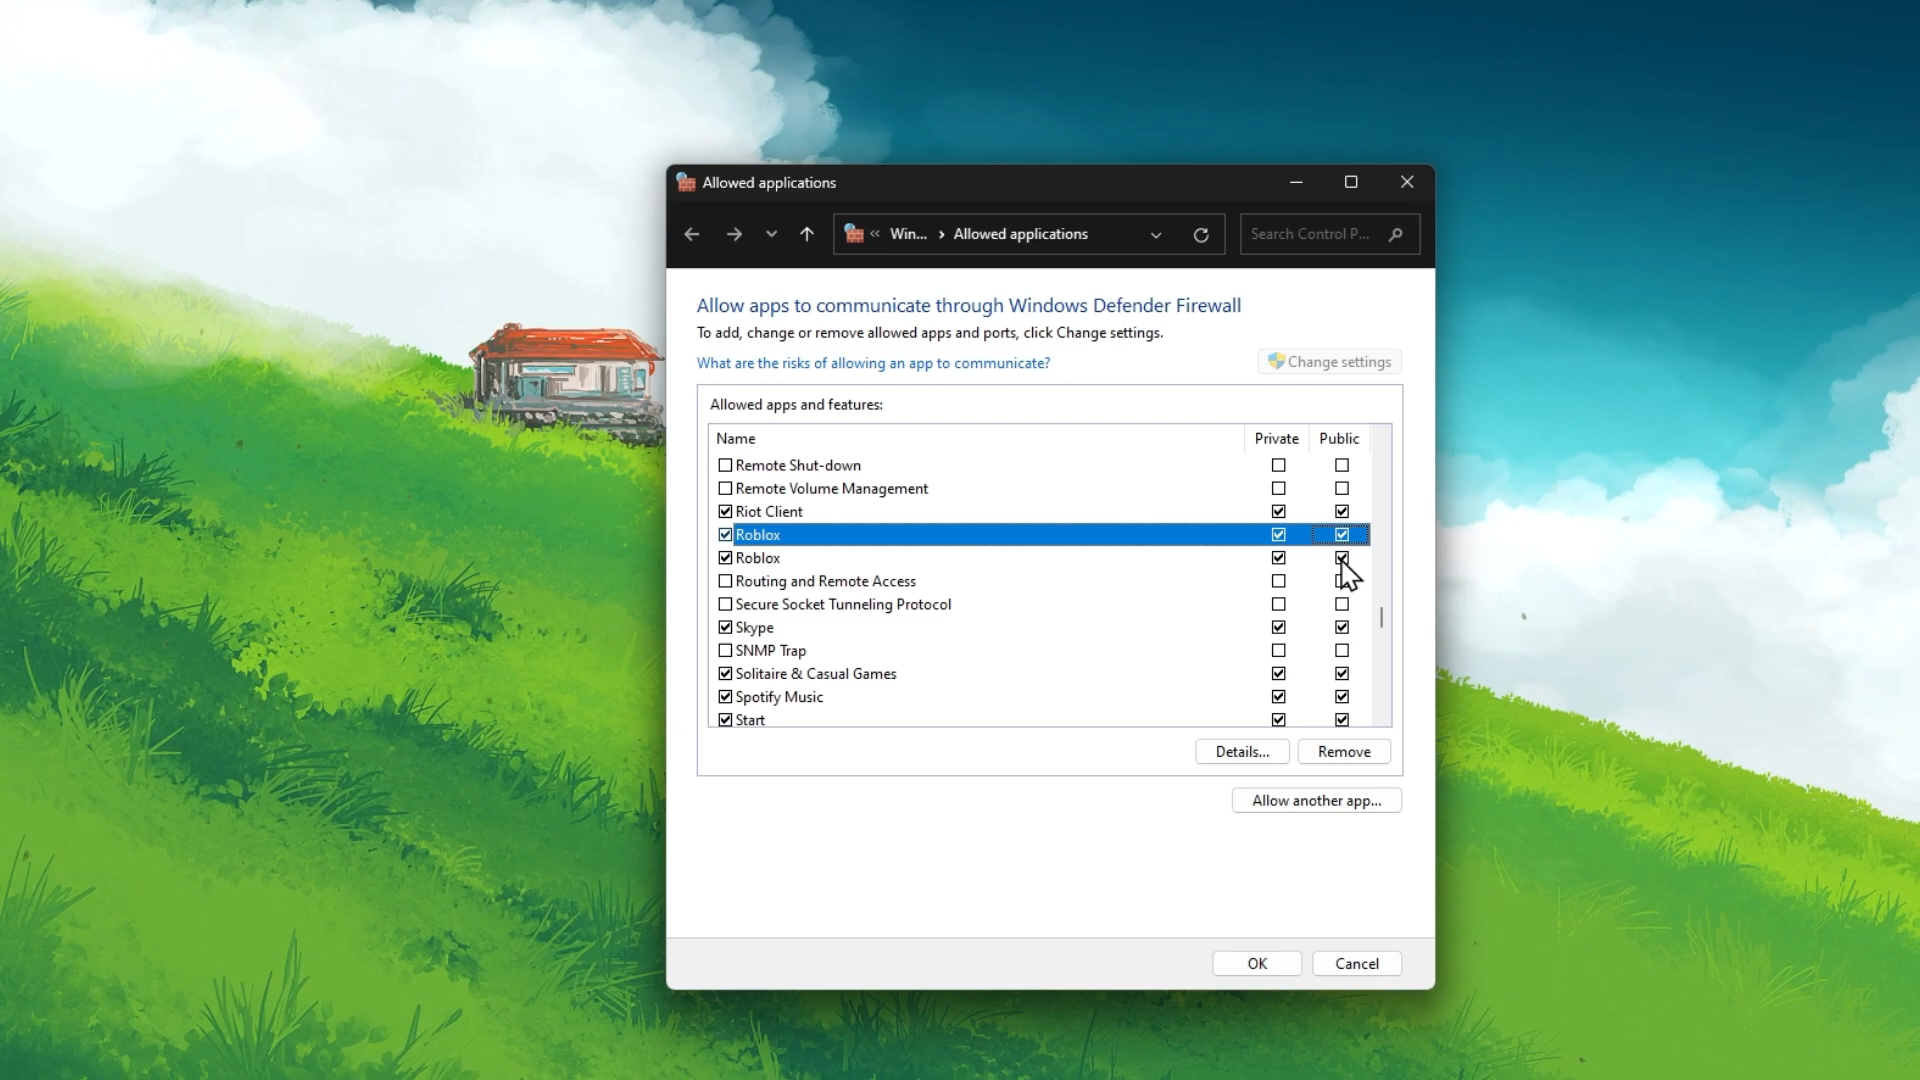 Allowed applications
Win... Allowed applications
Search Control P...
Allow apps to communicate through Windows Defender Firewall
To add, change or remove allowed apps and ports, click Change settings.
What are the risks of allowing an app to communicate?
Change settings
Allowed apps and features:
Name Private Public
Remote Shut-down
Remote Volume Management
Riot Client
Roblox
Roblox
Routing and Remote Access
Secure Socket Tunneling Protocol
Skype
SNMP Trap
Solitaire & Casual Games
Spotify Music
Start
Details... Remove
Allow another app...
OK Cancel